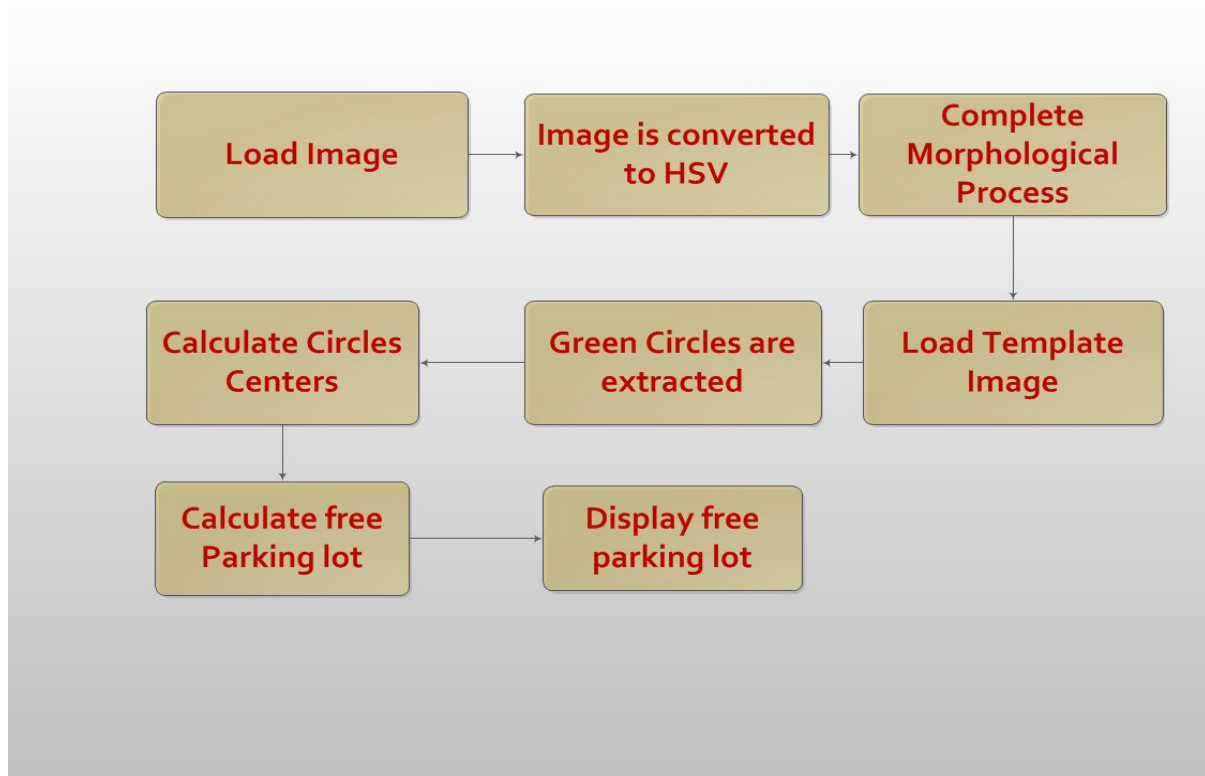 Load Image
Image is converted
to HSV
Complete
Morphological
Process
Load Template
Image
Green Circles are
extracted
Calculate Circles
Centers
Calculate free
Parking lot
Display free
parking lot